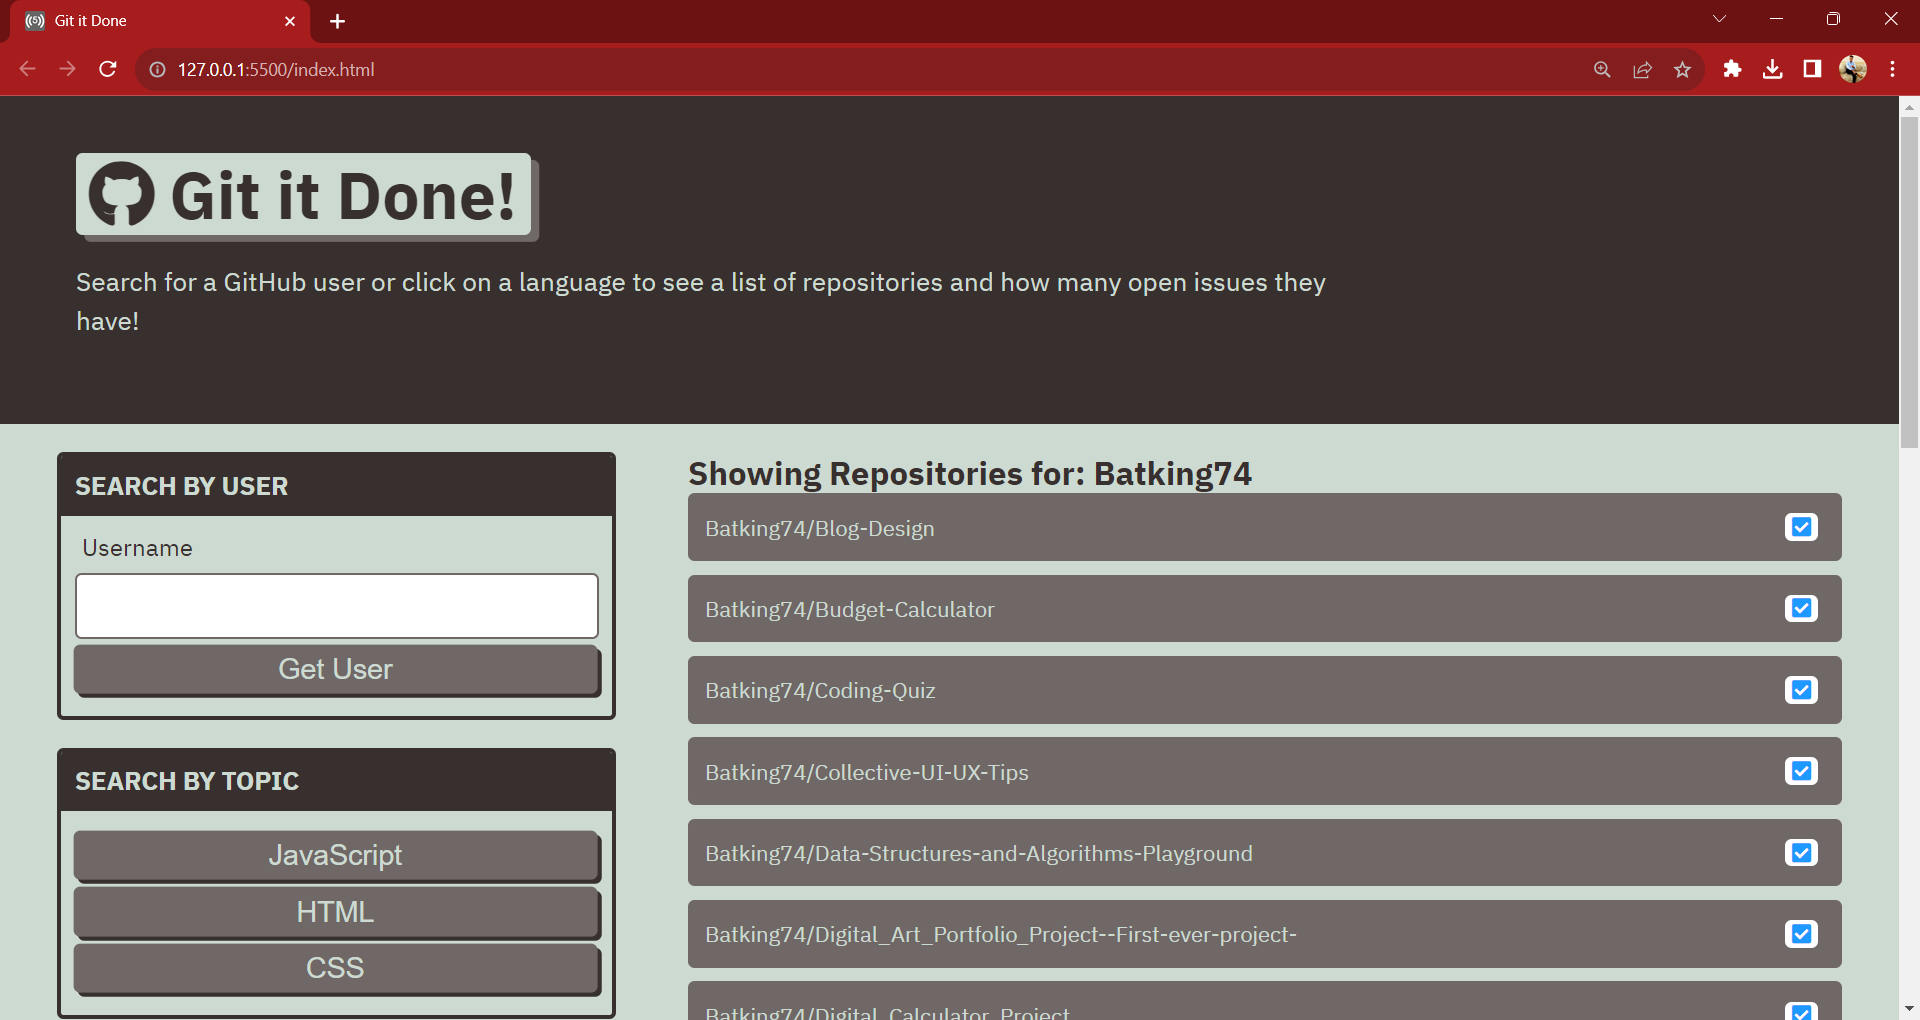 Git it Done
127.0.0.1:5500/index.html
Git it Done!
Search for a GitHub user or click on a language to see a list of repositories and how many open issues they
have!
SEARCH BY USER
Username
Get User
SEARCH BY TOPIC
JavaScript
HTML
CSS
Showing Repositories for: Batking74
Batking74/Blog-Design
Batking74/Budget-Calculator
Batking74/Coding-Quiz
Batking74/Collective-UI-UX-Tips
Batking74/Data-Structures-and-Algorithms-Playground
Batking74/Digital_Art_Portfolio_Project--First-ever-project-
Batking74/Digital_Calculator_Project